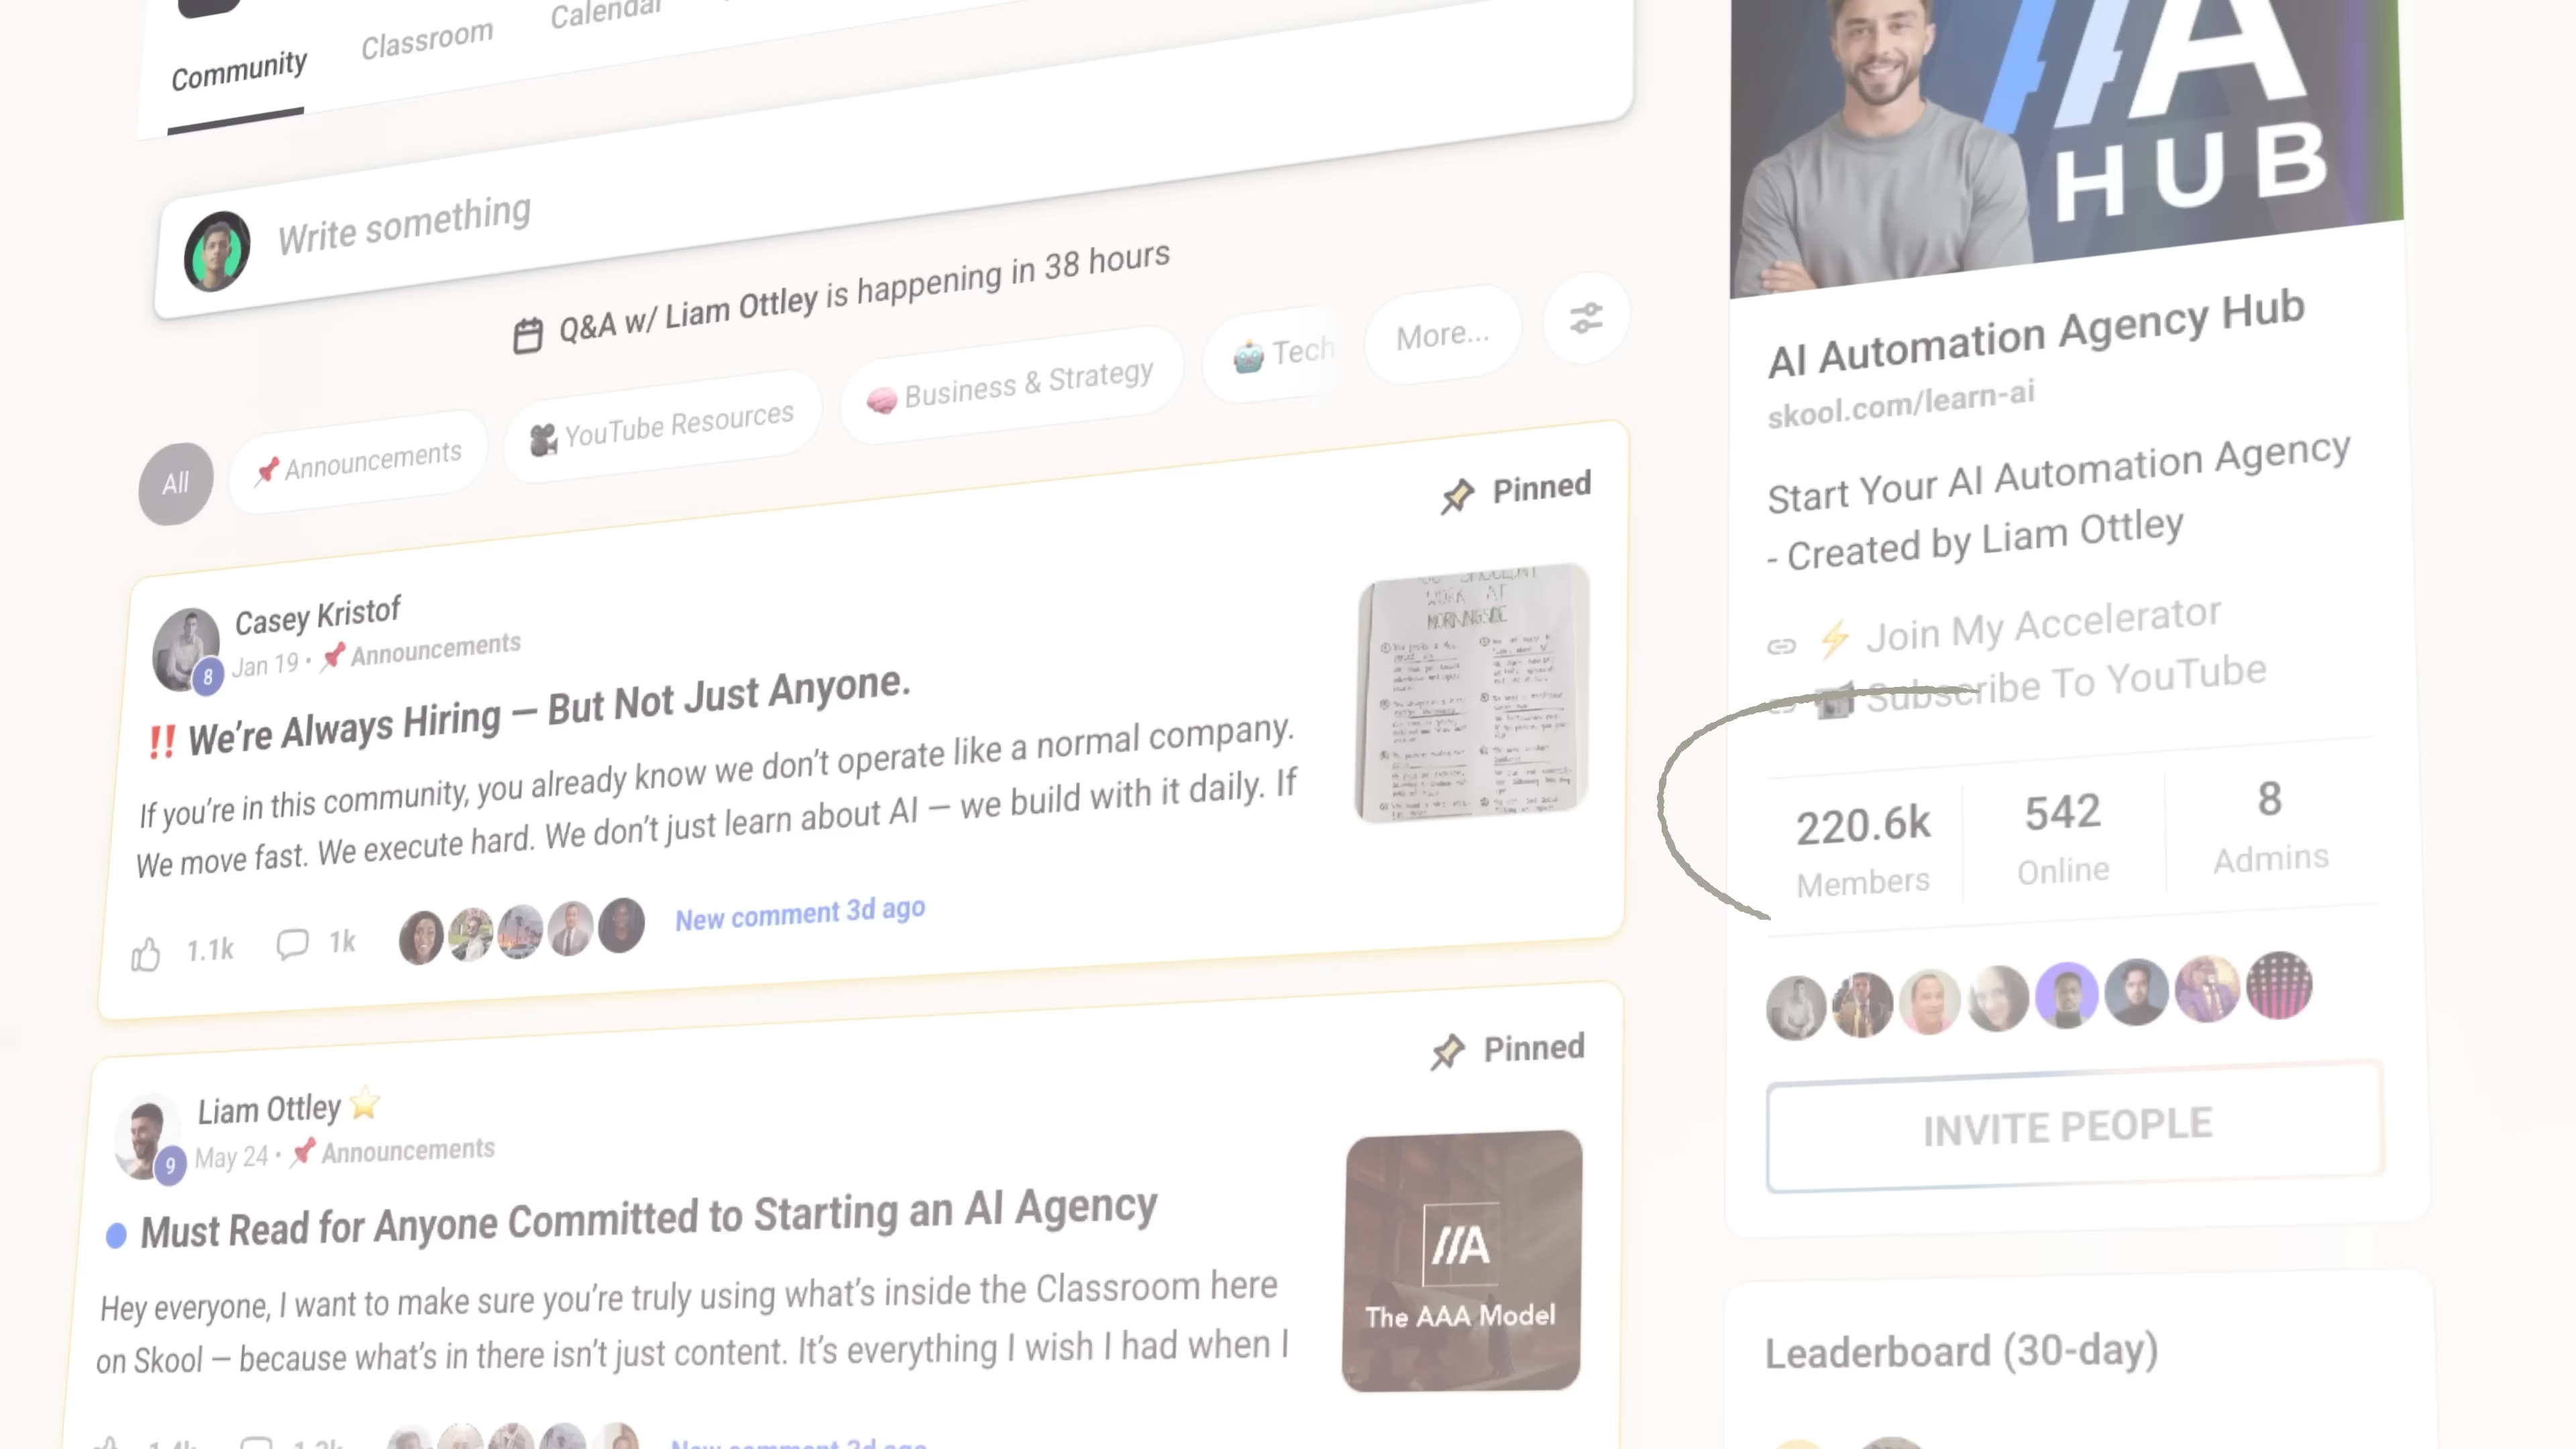 Community
Classroom
Calendar
Write something
Q&A w/ Liam Ottley is happening in 38 hours
All
Announcements
YouTube Resources
Business & Strategy
Tech
More...
Pinned
Casey Kristof
8
Jan 19 • Announcements
‼️ We're Always Hiring — But Not Just Anyone.
If you're in this community, you already know we don't operate like a normal company.
We move fast. We execute hard. We don't just learn about AI — we build with it daily. If
WORK AT
MORNINGSIDE
1.1k
1k
New comment 3d ago
Pinned
Liam Ottley
9
May 24 • Announcements
Must Read for Anyone Committed to Starting an AI Agency
Hey everyone, I want to make sure you're truly using what's inside the Classroom here
on Skool — because what's in there isn't just content. It's everything I wish I had when I
//A
The AAA Model
//A
HUB
AI Automation Agency Hub
skool.com/learn-ai
Start Your AI Automation Agency
- Created by Liam Ottley
Join My Accelerator
Subscribe To YouTube
220.6k
Members
542
Online
8
Admins
INVITE PEOPLE
Leaderboard (30-day)